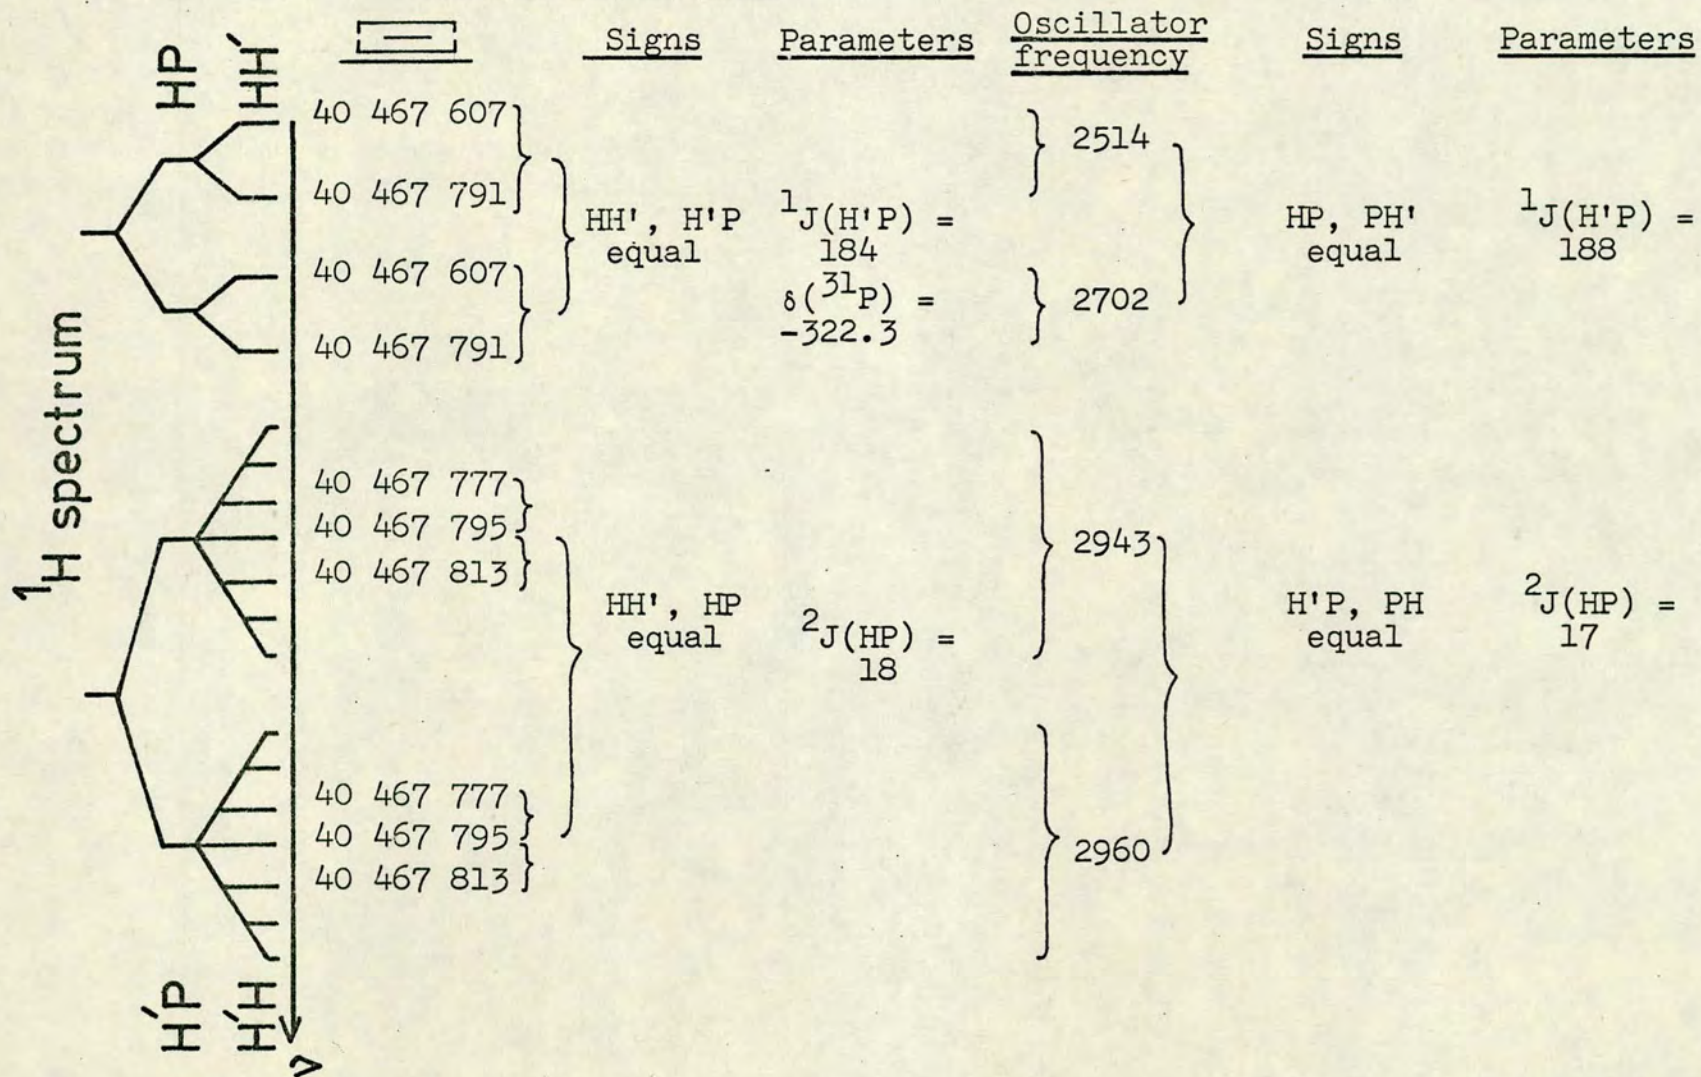 HP HH'
[—] Signs Parameters Oscillator frequency Signs Parameters
40 467 607
2514
40 467 791
HH', H'P equal
¹J(H'P) = 184
HP, PH' equal
¹J(H'P) = 188
40 467 607
δ(³¹P) = -322.3
2702
40 467 791
¹H spectrum
40 467 777
40 467 795
2943
40 467 813
HH', HP equal
²J(HP) = 18
H'P, PH equal
²J(HP) = 17
40 467 777
40 467 795
2960
40 467 813
H'P H'H
ν